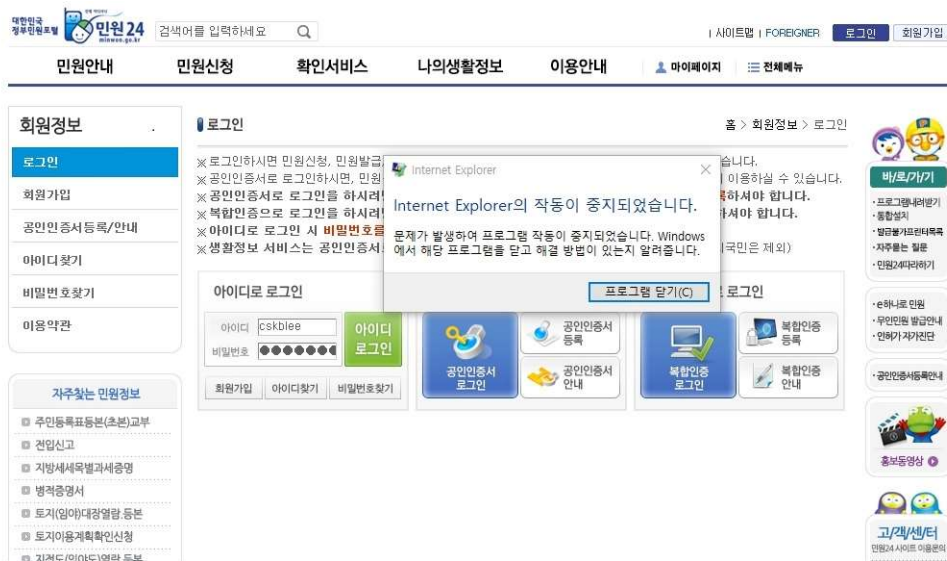 대한민국
정부민원포털
민원24
minwon.go.kr
검색어를 입력하세요
| 사이트맵 | FOREIGNER
로그인
회원가입
민원안내
민원신청
확인서비스
나의생활정보
이용안내
마이페이지
전체메뉴
회원정보
로그인
회원가입
공인인증서등록/안내
아이디찾기
비밀번호찾기
이용약관
자주찾는 민원정보
주민등록표등본(초본)교부
전입신고
지방세세목별과세증명
병적증명서
토지(임야)대장열람.등본
토지이용계획확인신청
지적도(임야도)열람.등본
로그인
홈 > 회원정보 > 로그인
※ 로그인하시면 민원신청, 민원발급
습니다.
※ 공인인증서로 로그인하시면, 민원
이용하실 수 있습니다.
※ 공인인증서로 로그인을 하시려면
록하셔야 합니다.
※ 복합인증으로 로그인을 하시려면
하셔야 합니다.
※ 아이디로 로그인 시 비밀번호를
※ 생활정보 서비스는 공인인증서로
국민은 제외)
Internet Explorer
Internet Explorer의 작동이 중지되었습니다.
문제가 발생하여 프로그램 작동이 중지되었습니다. Windows
에서 해당 프로그램을 닫고 해결 방법이 있는지 알려줍니다.
프로그램 닫기(C)
아이디로 로그인
아이디 cskblee
비밀번호
아이디
로그인
회원가입
아이디찾기
비밀번호찾기
공인인증서
로그인
공인인증서
등록
공인인증서
안내
로그인
복합인증
로그인
복합인증
등록
복합인증
안내
바/로/가/기
·프로그램내려받기
·통합설치
·발급불가프린터목록
·자주묻는 질문
·민원24따라하기
·e하나로 민원
·무인민원 발급안내
·인허가 자가진단
·공인인증서등록안내
홍보동영상
고/객/센/터
민원24 사이트 이용문의